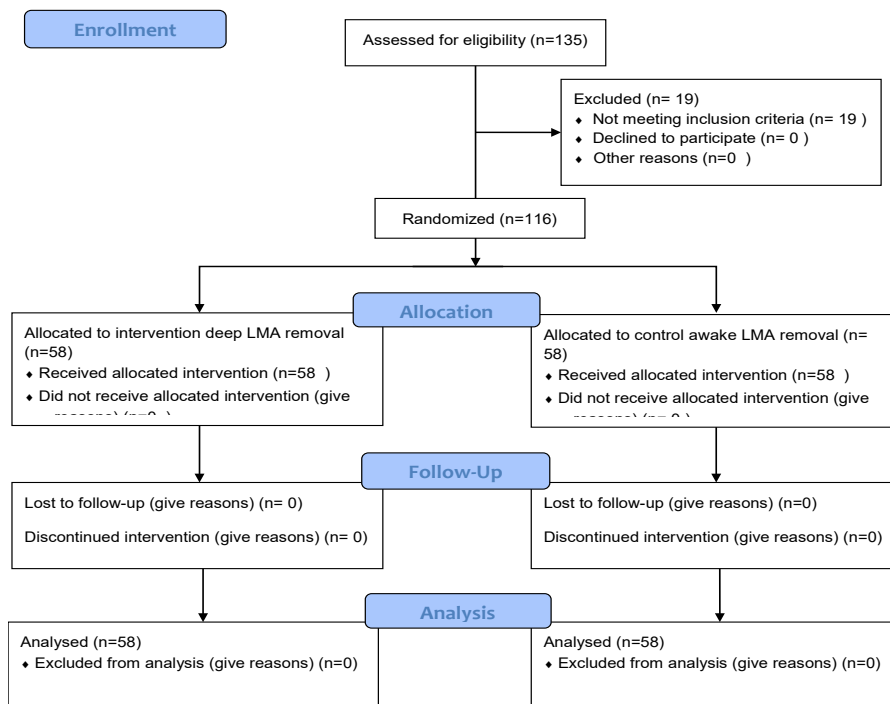 Enrollment
Assessed for eligibility (n=135)
Excluded (n= 19)
♦ Not meeting inclusion criteria (n= 19 )
♦ Declined to participate (n= 0 )
♦ Other reasons (n=0 )
Randomized (n=116)
Allocation
Allocated to intervention deep LMA removal
(n=58)
♦ Received allocated intervention (n=58 )
♦ Did not receive allocated intervention (give
reasons) (n=0 )
Allocated to control awake LMA removal (n=
58)
♦ Received allocated intervention (n=58 )
♦ Did not receive allocated intervention (give
reasons) (n= 0 )
Follow-Up
Lost to follow-up (give reasons) (n= 0)
Discontinued intervention (give reasons) (n= 0)
Lost to follow-up (give reasons) (n=0)
Discontinued intervention (give reasons) (n=0)
Analysis
Analysed (n=58)
♦ Excluded from analysis (give reasons) (n=0)
Analysed (n=58)
♦ Excluded from analysis (give reasons) (n=0)